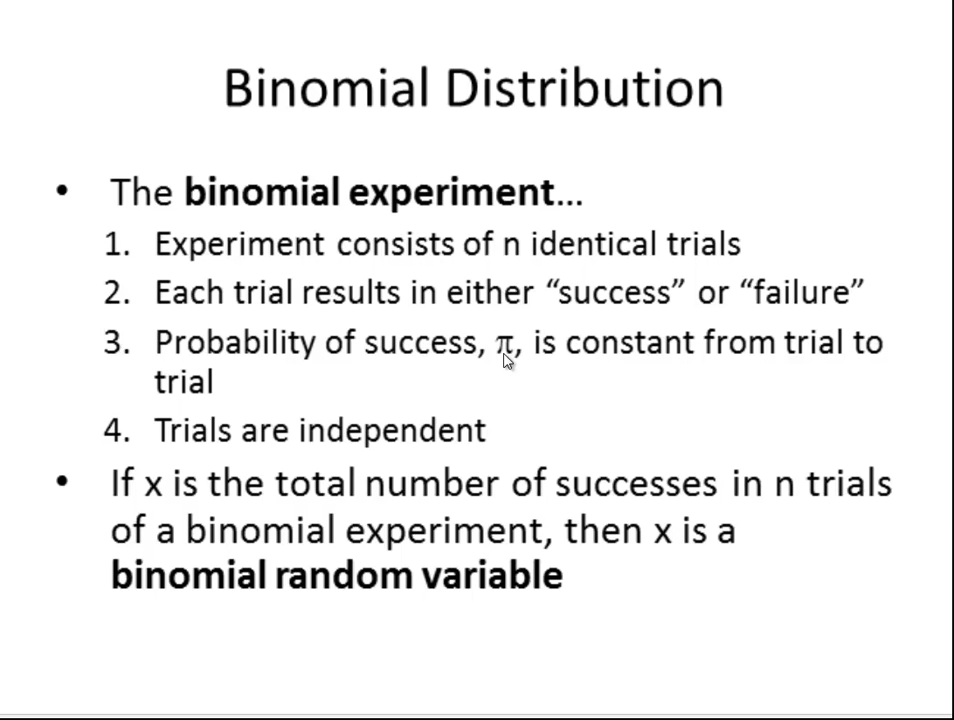 Binomial Distribution
• The binomial experiment...
1. Experiment consists of n identical trials
2. Each trial results in either “success” or “failure”
3. Probability of success, π, is constant from trial to
trial
4. Trials are independent
• If x is the total number of successes in n trials
of a binomial experiment, then x is a
binomial random variable